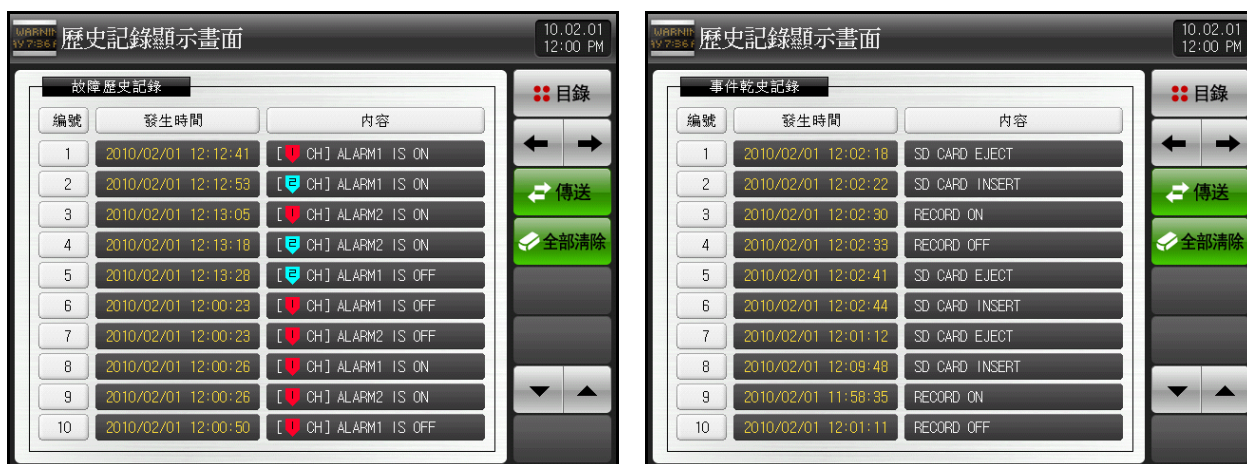 歷史記錄顯示畫面
10.02.01
12:00 PM
故障歷史記錄
編號 發生時間 內容
1 2010/02/01 12:12:41 [1 CH] ALARM1 IS ON
2 2010/02/01 12:12:53 [2 CH] ALARM1 IS ON
3 2010/02/01 12:13:05 [1 CH] ALARM2 IS ON
4 2010/02/01 12:13:18 [2 CH] ALARM2 IS ON
5 2010/02/01 12:13:28 [2 CH] ALARM1 IS OFF
6 2010/02/01 12:00:23 [1 CH] ALARM1 IS OFF
7 2010/02/01 12:00:23 [1 CH] ALARM2 IS OFF
8 2010/02/01 12:00:26 [1 CH] ALARM1 IS ON
9 2010/02/01 12:00:26 [1 CH] ALARM2 IS ON
10 2010/02/01 12:00:50 [1 CH] ALARM1 IS OFF
目錄
傳送
全部清除
歷史記錄顯示畫面
10.02.01
12:00 PM
事件乾史記錄
編號 發生時間 內容
1 2010/02/01 12:02:18 SD CARD EJECT
2 2010/02/01 12:02:22 SD CARD INSERT
3 2010/02/01 12:02:30 RECORD ON
4 2010/02/01 12:02:33 RECORD OFF
5 2010/02/01 12:02:41 SD CARD EJECT
6 2010/02/01 12:02:44 SD CARD INSERT
7 2010/02/01 12:01:12 SD CARD EJECT
8 2010/02/01 12:09:48 SD CARD INSERT
9 2010/02/01 11:58:35 RECORD ON
10 2010/02/01 12:01:11 RECORD OFF
目錄
傳送
全部清除